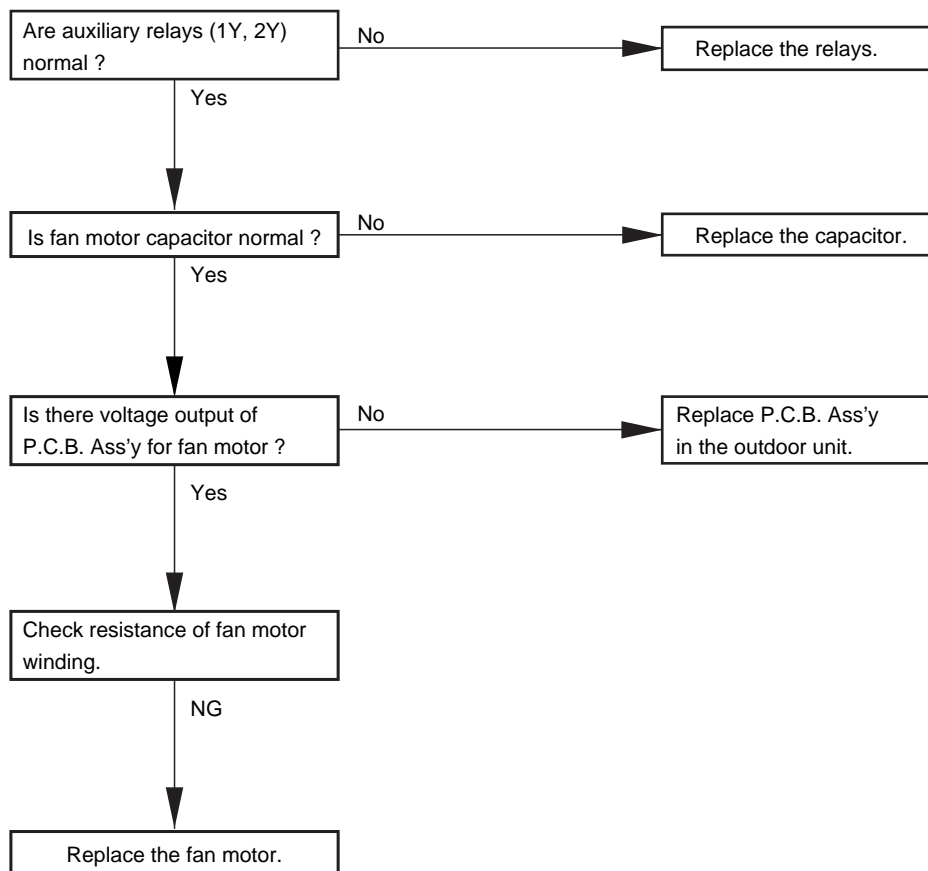 Are auxiliary relays (1Y, 2Y)
normal ?
No
Replace the relays.
Yes
Is fan motor capacitor normal ?
No
Replace the capacitor.
Yes
Is there voltage output of
P.C.B. Ass'y for fan motor ?
No
Replace P.C.B. Ass'y
in the outdoor unit.
Yes
Check resistance of fan motor
winding.
NG
Replace the fan motor.